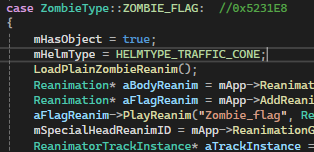 case ZombieType::ZOMBIE_FLAG:  //0x5231E8
{
    mHasObject = true;
    mHelmType = HELMTYPE_TRAFFIC_CONE;
    LoadPlainZombieReanim();
    Reanimation* aBodyReanim = mApp->Reanimat
    Reanimation* aFlagReanim = mApp->AddReani
    aFlagReanim->PlayReanim("Zombie_flag", Re
    mSpecialHeadReanimID = mApp->ReanimationG
    ReanimatorTrackInstance* aTrackInstance =